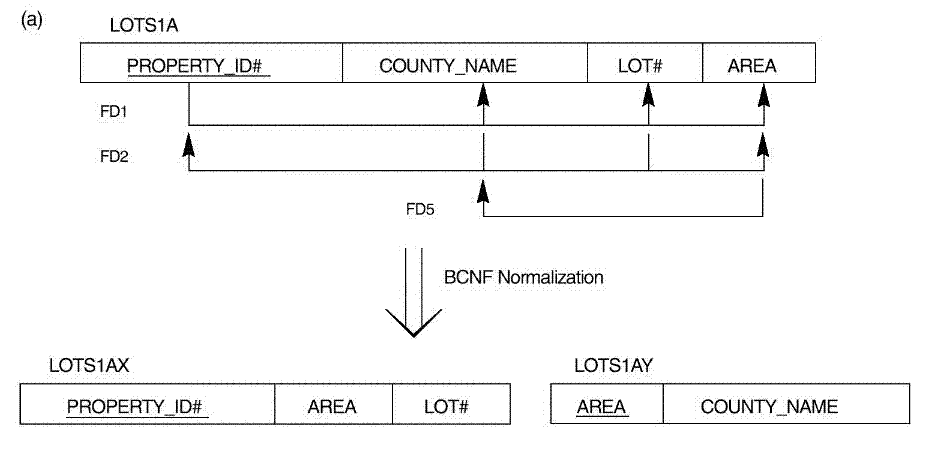 (a)
LOTS1A
PROPERTY_ID# COUNTY_NAME LOT# AREA
FD1
FD2
FD5
BCNF Normalization
LOTS1AX LOTS1AY
PROPERTY_ID# AREA LOT# AREA COUNTY_NAME